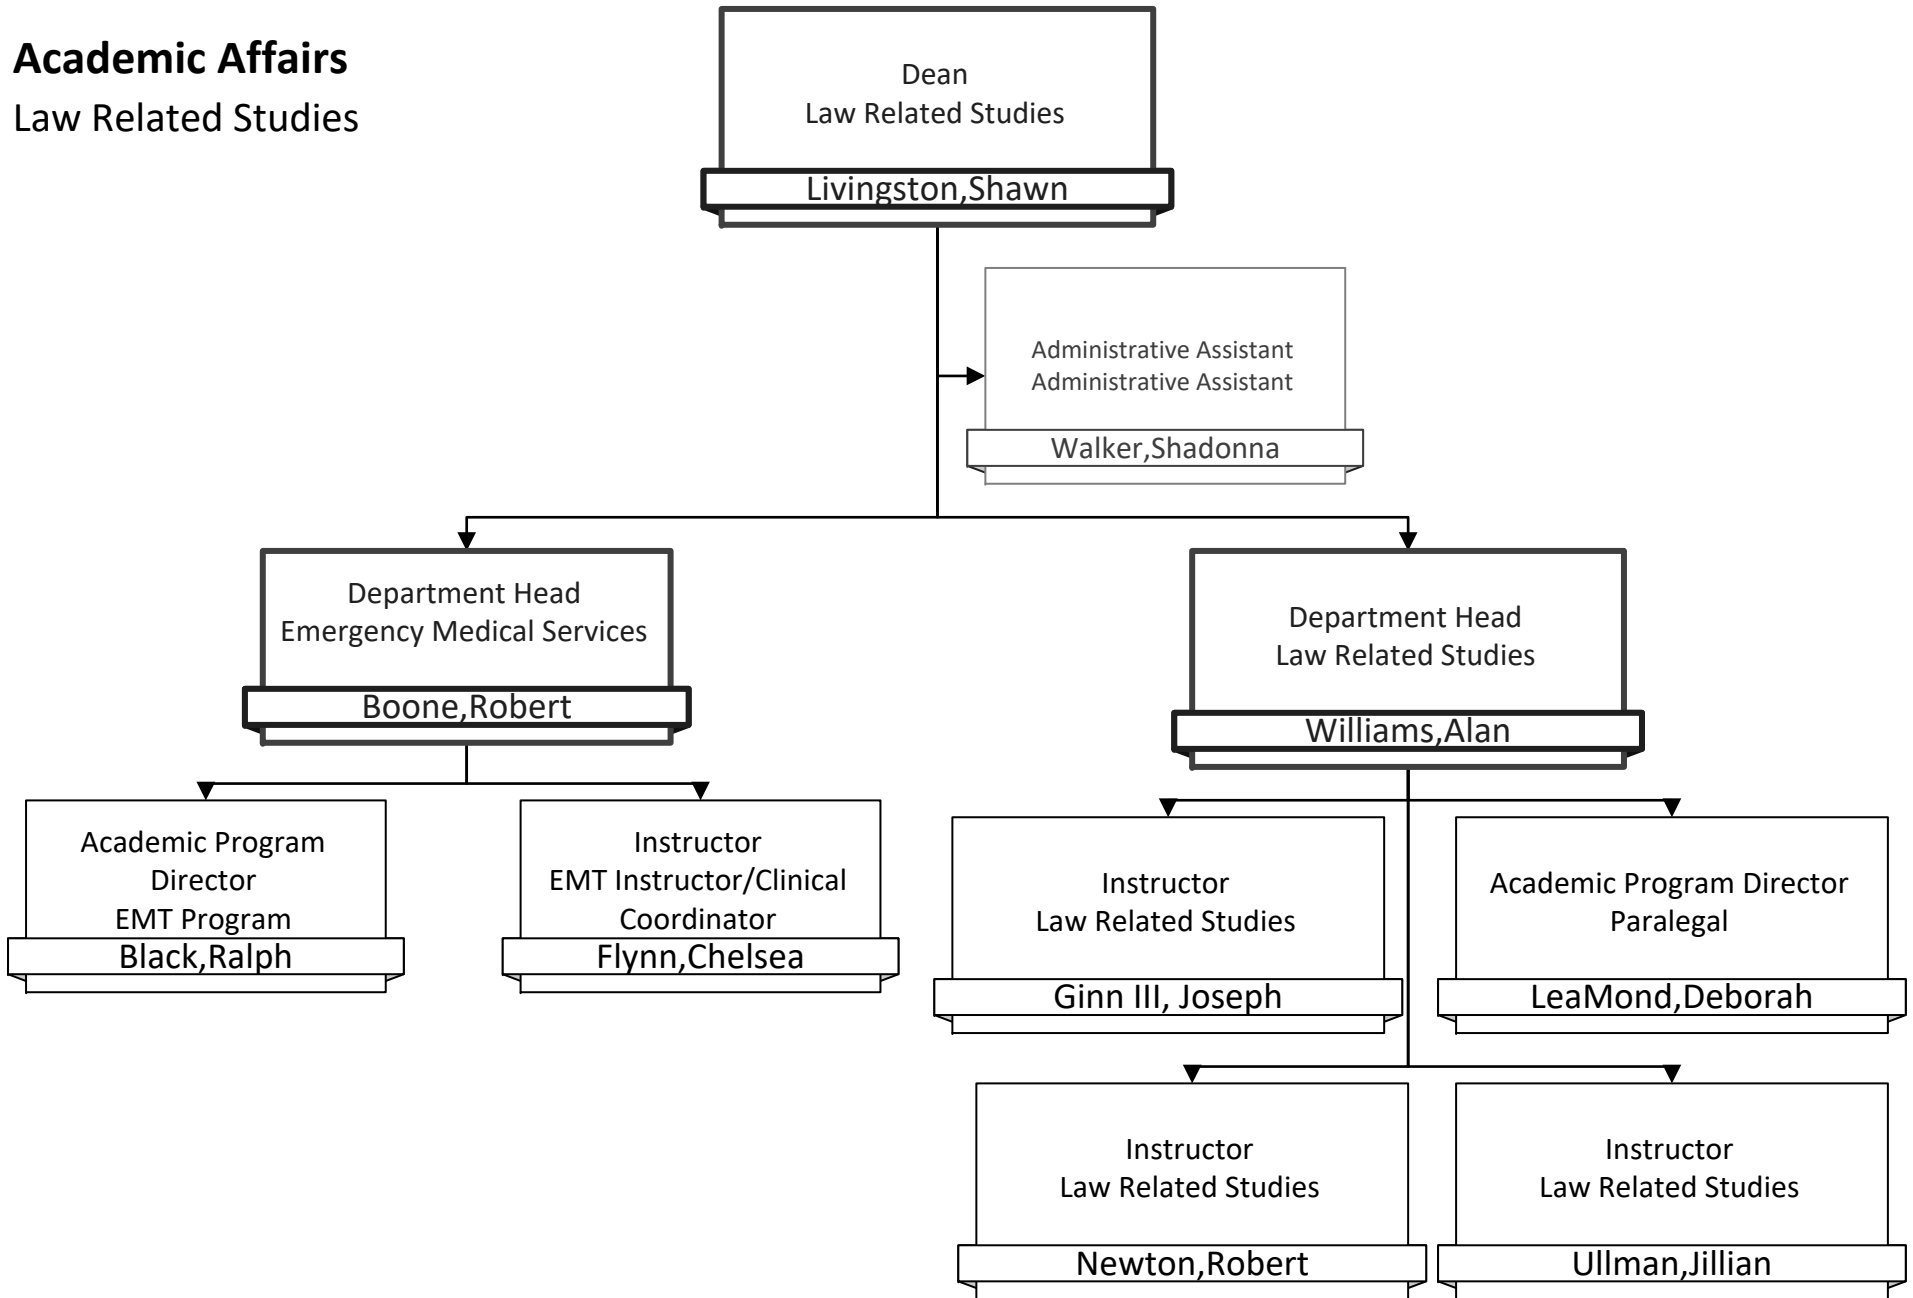 Academic Affairs
Law Related Studies
Dean
Law Related Studies
Livingston,Shawn
Administrative Assistant
Administrative Assistant
Walker,Shadonna
Department Head
Emergency Medical Services
Boone,Robert
Department Head
Law Related Studies
Williams,Alan
Academic Program
Director
EMT Program
Black,Ralph
Instructor
EMT Instructor/Clinical
Coordinator
Flynn,Chelsea
Instructor
Law Related Studies
Ginn III, Joseph
Academic Program Director
Paralegal
LeaMond,Deborah
Instructor
Law Related Studies
Newton,Robert
Instructor
Law Related Studies
Ullman,Jillian